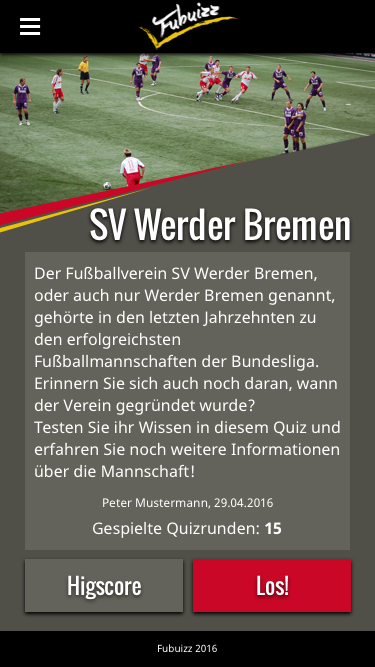 Fubuizz
SV Werder Bremen
Der Fußballverein SV Werder Bremen,
oder auch nur Werder Bremen genannt,
gehörte in den letzten Jahrzehnten zu
den erfolgreichsten
Fußballmannschaften der Bundesliga.
Erinnern Sie sich auch noch daran, wann
der Verein gegründet wurde?
Testen Sie ihr Wissen in diesem Quiz und
erfahren Sie noch weitere Informationen
über die Mannschaft!
Peter Mustermann, 29.04.2016
Gespielte Quizrunden: 15
Higscore
Los!
Fubuizz 2016